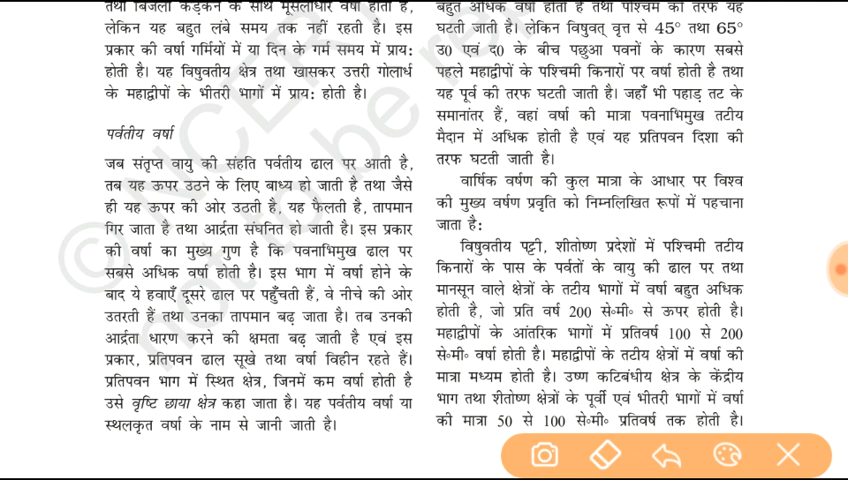 तथा बिजली कड़कने के साथ मूसलाधार वर्षा होती है,
लेकिन यह बहुत लंबे समय तक नहीं रहती है। इस
प्रकार की वर्षा गर्मियों में या दिन के गर्म समय में प्राय:
होती है। यह विषुवतीय क्षेत्र तथा खासकर उत्तरी गोलार्ध
के महाद्वीपों के भीतरी भागों में प्राय: होती है।
पर्वतीय वर्षा
जब संतृप्त वायु की संहति पर्वतीय ढाल पर आती है,
तब यह ऊपर उठने के लिए बाध्य हो जाती है तथा जैसे
ही यह ऊपर की ओर उठती है, यह फैलती है, तापमान
गिर जाता है तथा आर्द्रता संघनित हो जाती है। इस प्रकार
की वर्षा का मुख्य गुण है कि पवनाभिमुख ढाल पर
सबसे अधिक वर्षा होती है। इस भाग में वर्षा होने के
बाद ये हवाएँ दूसरे ढाल पर पहुँचती हैं, वे नीचे की ओर
उतरती हैं तथा उनका तापमान बढ़ जाता है। तब उनकी
आर्द्रता धारण करने की क्षमता बढ़ जाती है एवं इस
प्रकार, प्रतिपवन ढाल सूखे तथा वर्षा विहीन रहते हैं।
प्रतिपवन भाग में स्थित क्षेत्र, जिनमें कम वर्षा होती है
उसे वृष्टि छाया क्षेत्र कहा जाता है। यह पर्वतीय वर्षा या
स्थलकृत वर्षा के नाम से जानी जाती है।
बहुत अधिक वर्षा होती है तथा पश्चिम की तरफ यह
घटती जाती है। लेकिन विषुवत् वृत्त से 45° तथा 65°
उ0 एवं द0 के बीच पछुआ पवनों के कारण सबसे
पहले महाद्वीपों के पश्चिमी किनारों पर वर्षा होती है तथा
यह पूर्व की तरफ घटती जाती है। जहाँ भी पहाड़ तट के
समानांतर हैं, वहां वर्षा की मात्रा पवनाभिमुख तटीय
मैदान में अधिक होती है एवं यह प्रतिपवन दिशा की
तरफ घटती जाती है।
वार्षिक वर्षण की कुल मात्रा के आधार पर विश्व
की मुख्य वर्षण प्रवृति को निम्नलिखित रूपों में पहचाना
जाता है:
विषुवतीय पट्टी, शीतोष्ण प्रदेशों में पश्चिमी तटीय
किनारों के पास के पर्वतों के वायु की ढाल पर तथा
मानसून वाले क्षेत्रों के तटीय भागों में वर्षा बहुत अधिक
होती है, जो प्रति वर्ष 200 से॰मी॰ से ऊपर होती है।
महाद्वीपों के आंतरिक भागों में प्रतिवर्ष 100 से 200
से॰मी॰ वर्षा होती है। महाद्वीपों के तटीय क्षेत्रों में वर्षा की
मात्रा मध्यम होती है। उष्ण कटिबंधीय क्षेत्र के केंद्रीय
भाग तथा शीतोष्ण क्षेत्रों के पूर्वी एवं भीतरी भागों में वर्षा
की मात्रा 50 से 100 से॰मी॰ प्रतिवर्ष तक होती है।
© NCERT
not to be rep